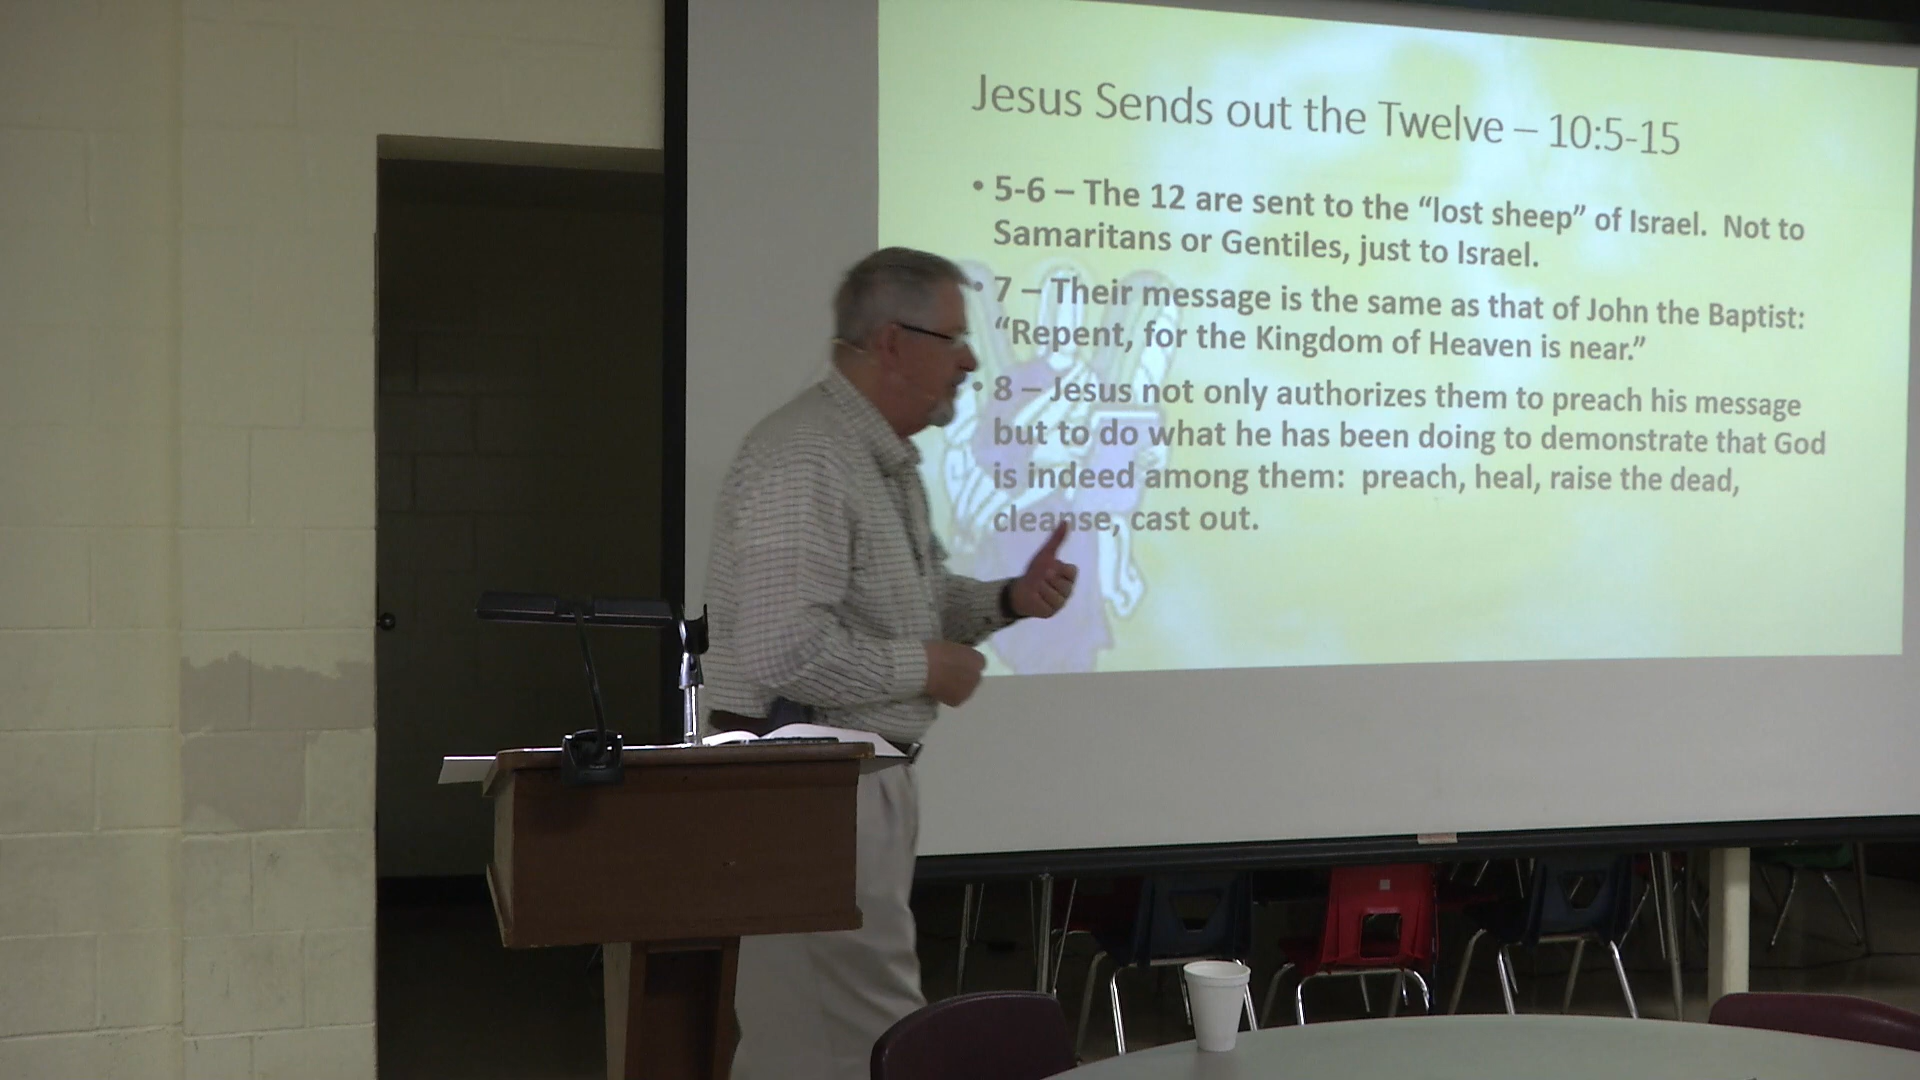 Jesus Sends out the Twelve – 10:5-15
• 5-6 – The 12 are sent to the “lost sheep” of Israel.  Not to
Samaritans or Gentiles, just to Israel.
• 7 – Their message is the same as that of John the Baptist:
“Repent, for the Kingdom of Heaven is near.”
• 8 – Jesus not only authorizes them to preach his message
but to do what he has been doing to demonstrate that God
is indeed among them:  preach, heal, raise the dead,
cleanse, cast out.